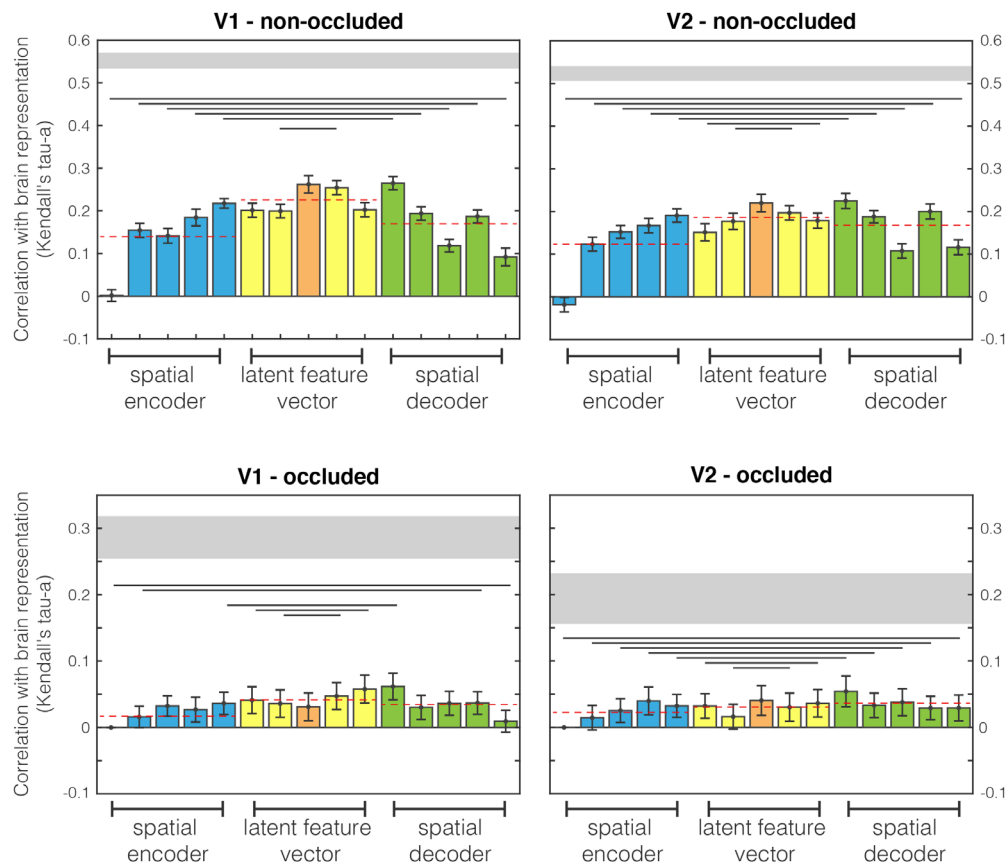 V1 - non-occluded
V2 - non-occluded
Correlation with brain representation
(Kendall's tau-a)
0.6
0.5
0.4
0.3
0.2
0.1
0
-0.1
0.6
0.5
0.4
0.3
0.2
0.1
0
-0.1
spatial
encoder
latent feature
vector
spatial
decoder
spatial
encoder
latent feature
vector
spatial
decoder
V1 - occluded
V2 - occluded
Correlation with brain representation
(Kendall's tau-a)
0.3
0.2
0.1
0
-0.1
0.3
0.2
0.1
0
-0.1
spatial
encoder
latent feature
vector
spatial
decoder
spatial
encoder
latent feature
vector
spatial
decoder